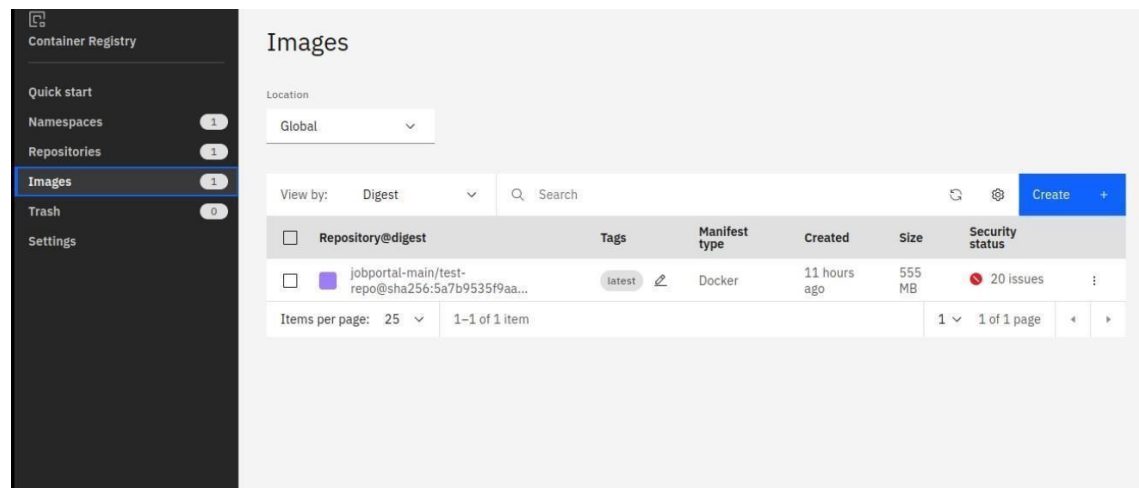 Container Registry
Quick start
Namespaces 1
Repositories 1
Images 1
Trash 0
Settings
Images
Location
Global
View by: Digest Search Create +
Repository@digest Tags Manifest type Created Size Security status
jobportal-main/test-
repo@sha256:5a7b9535f9aa... latest Docker 11 hours ago 555 MB 20 issues
Items per page: 25 1–1 of 1 item 1 1 of 1 page